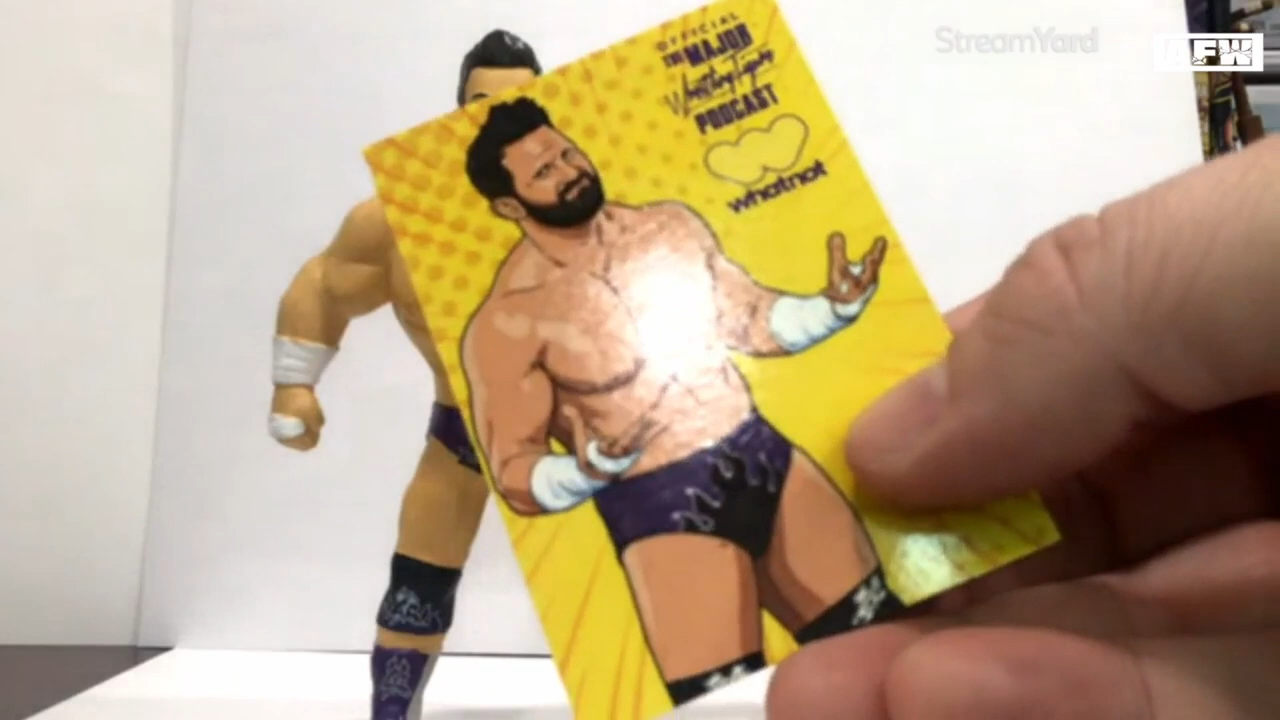 OFFICIAL
THE MAJOR
Wrestling Figure
PODCAST
whatnot
StreamYard
AFW